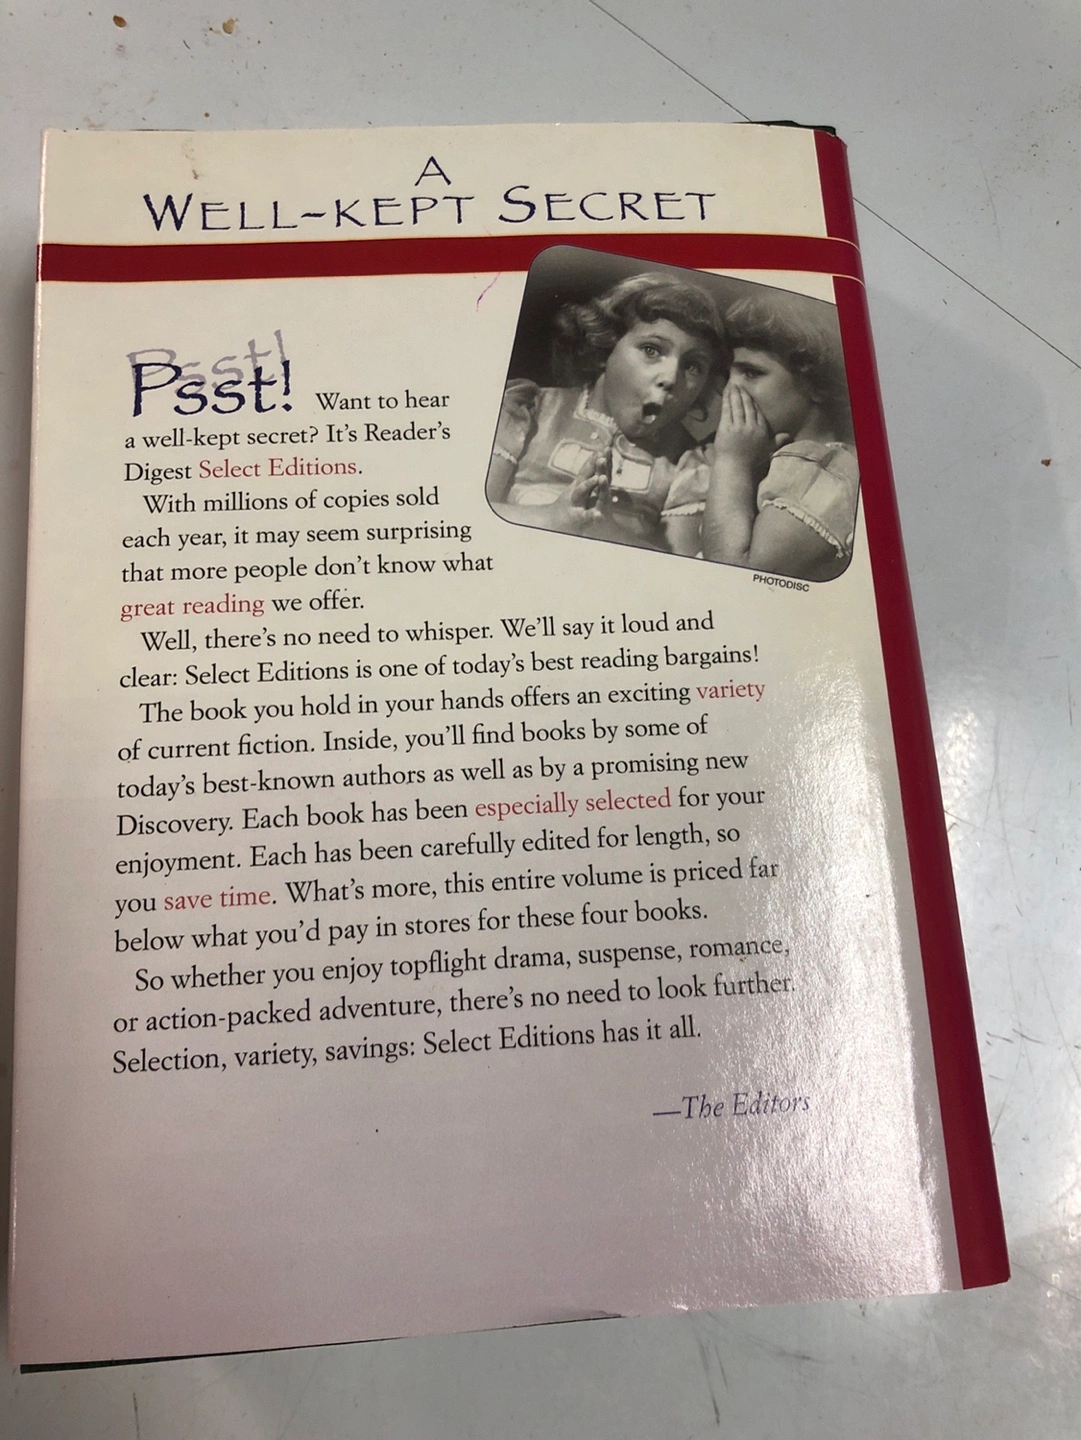 A
WELL-KEPT SECRET
Psst! Want to hear
a well-kept secret? It's Reader's
Digest Select Editions.
With millions of copies sold
each year, it may seem surprising
that more people don't know what
great reading we offer.
PHOTODISC
Well, there's no need to whisper. We'll say it loud and
clear: Select Editions is one of today's best reading bargains!
The book you hold in your hands offers an exciting variety
of current fiction. Inside, you'll find books by some of
today's best-known authors as well as by a promising new
Discovery. Each book has been especially selected for your
enjoyment. Each has been carefully edited for length, so
you save time. What's more, this entire volume is priced far
below what you'd pay in stores for these four books.
So whether you enjoy topflight drama, suspense, romance,
or action-packed adventure, there's no need to look further.
Selection, variety, savings: Select Editions has it all.
—The Editors